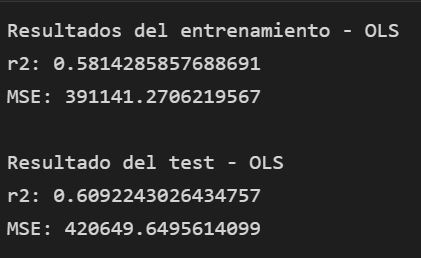 Resultados del entrenamiento - OLS
r2: 0.5814285857688691
MSE: 391141.2706219567
Resultado del test - OLS
r2: 0.6092243026434757
MSE: 420649.6495614099